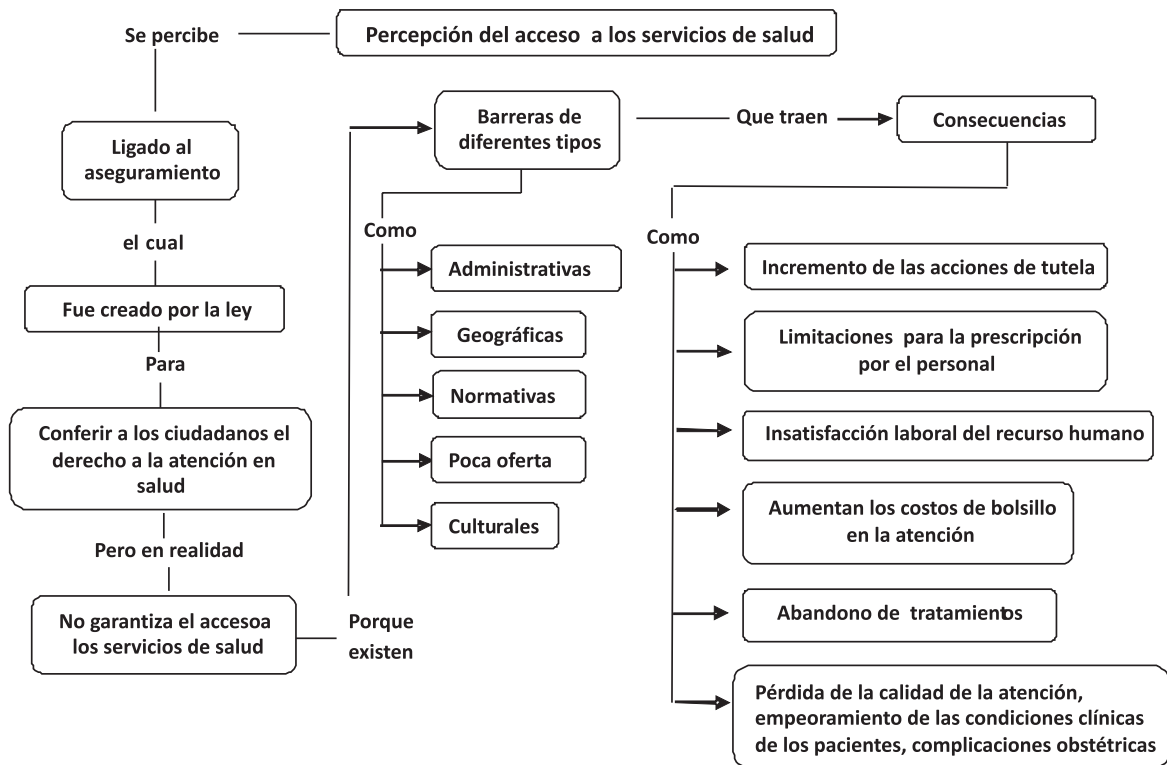 Se percibe
Percepción del acceso a los servicios de salud
Ligado al
aseguramiento
el cual
Fue creado por la ley
Para
Conferir a los ciudadanos el
derecho a la atención en
salud
Pero en realidad
No garantiza el accesoa
los servicios de salud
Porque
existen
Barreras de
diferentes tipos
Como
Administrativas
Geográficas
Normativas
Poca oferta
Culturales
Que traen
Consecuencias
Como
Incremento de las acciones de tutela
Limitaciones para la prescripción
por el personal
Insatisfacción laboral del recurso humano
Aumentan los costos de bolsillo
en la atención
Abandono de tratamientos
Pérdida de la calidad de la atención,
empeoramiento de las condiciones clínicas
de los pacientes, complicaciones obstétricas